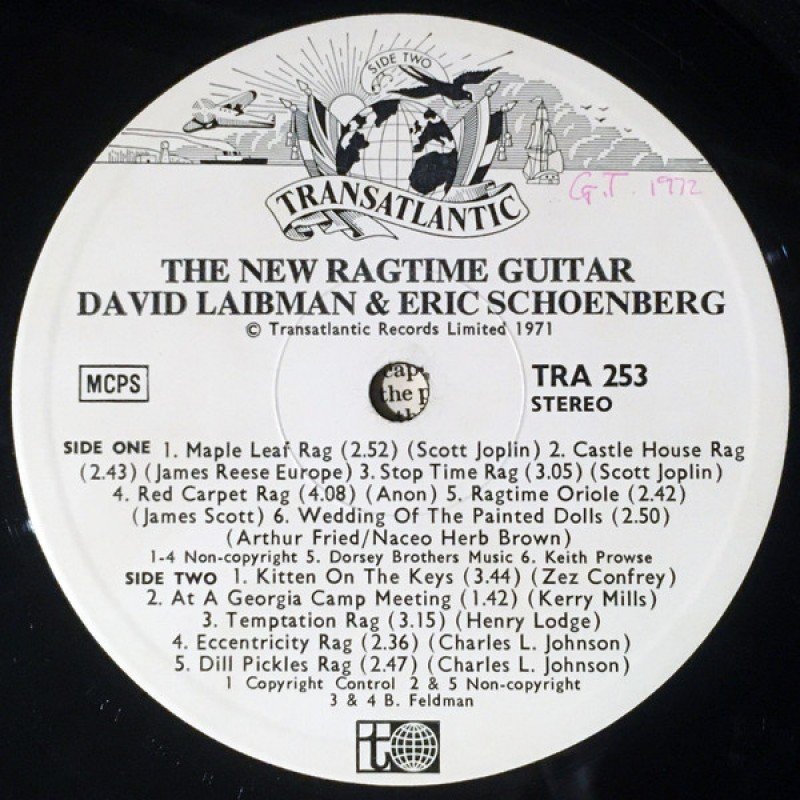 SIDE TWO
TRANSATLANTIC
G.T. 1972
THE NEW RAGTIME GUITAR
DAVID LAIBMAN & ERIC SCHOENBERG
© Transatlantic Records Limited 1971
MCPS
TRA 253
STEREO
the
SIDE ONE 1. Maple Leaf Rag (2.52) (Scott Joplin) 2. Castle House Rag
(2.43) (James Reese Europe) 3. Stop Time Rag (3.05) (Scott Joplin)
4. Red Carpet Rag (4.08) (Anon) 5. Ragtime Oriole (2.42)
(James Scott) 6. Wedding Of The Painted Dolls (2.50)
(Arthur Fried/Naceo Herb Brown)
1-4 Non-copyright 5. Dorsey Brothers Music 6. Keith Prowse
SIDE TWO 1. Kitten On The Keys (3.44) (Zez Confrey)
2. At A Georgia Camp Meeting (1.42) (Kerry Mills)
3. Temptation Rag (3.15) (Henry Lodge)
4. Eccentricity Rag (2.36) (Charles L. Johnson)
5. Dill Pickles Rag (2.47) (Charles L. Johnson)
1 Copyright Control 2 & 5 Non-copyright
3 & 4 B. Feldman
t